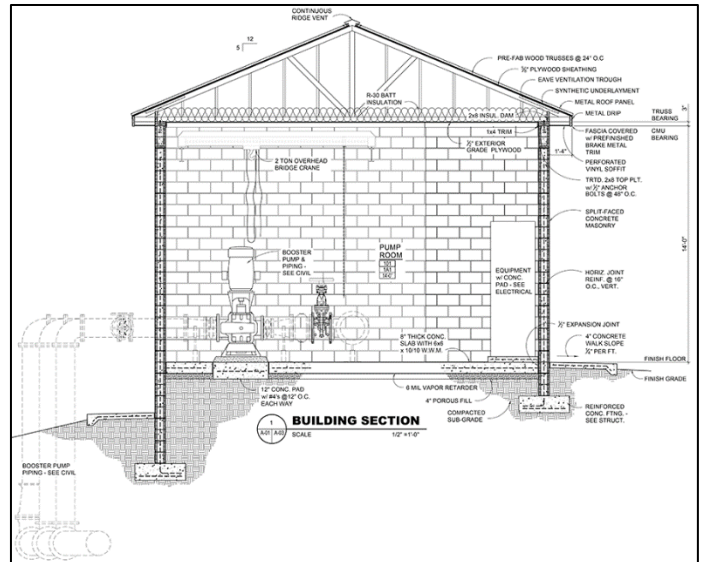 CONTINUOUS
RIDGE VENT
12
5
PRE-FAB WOOD TRUSSES @ 24" O.C
PLYWOOD SHEATHING
EAVE VENTILATION TROUGH
SYNTHETIC UNDERLAYMENT
METAL ROOF PANEL
METAL DRIP
TRUSS
BEARING
3"
R-30 BATT
INSULATION
2x8 INSUL. DAM
1x4 TRIM
EXTERIOR
GRADE PLYWOOD
FASCIA COVERED
w/ PREFINISHED
BRAKE METAL
TRIM
CMU
BEARING
1'-4"
PERFORATED
VINYL SOFFIT
TRTD. 2x8 TOP PLT.
w/ ½" ANCHOR
BOLTS @ 48" O.C.
2 TON OVERHEAD
BRIDGE CRANE
SPLIT-FACED
CONCRETE
MASONRY
14'-0"
BOOSTER
PUMP &
PIPING -
SEE CIVIL
PUMP
ROOM
101
1A1
EQUIPMENT
w/ CONC.
PAD - SEE
ELECTRICAL
HORIZ. JOINT
REINF. @ 16"
O.C., VERT.
½" EXPANSION JOINT
4" CONCRETE
WALK SLOPE
PER FT.
8" THICK CONC.
SLAB WITH 6x6
x 10/10 W.W.M.
FINISH FLOOR
FINISH GRADE
12" CONC. PAD
w/ #4's @12" O.C.
EACH WAY
MIL VAPOR RETARDER
4" POROUS FILL
COMPACTED
SUB-GRADE
REINFORCED
CONC. FTNG. -
SEE STRUCT.
1
A-01
A-03
BUILDING SECTION
SCALE
1/2" =1'-0"
BOOSTER PUMP
PIPING - SEE CIVIL